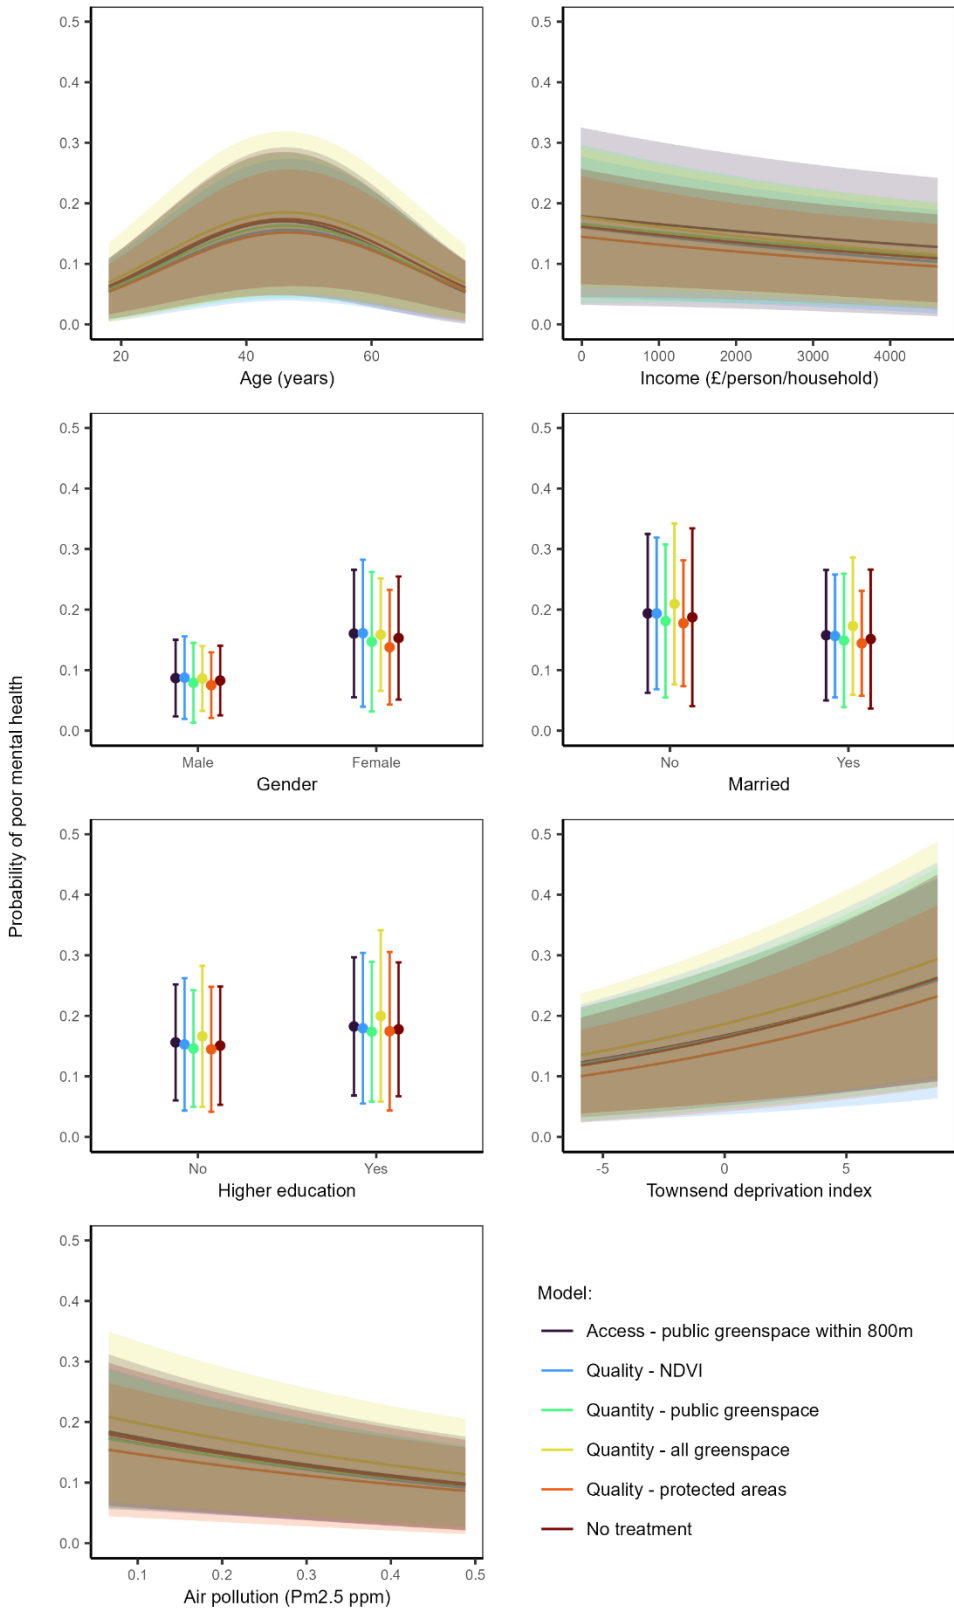 Probability of poor mental health
0.5
0.4
0.3
0.2
0.1
0.0
20 40 60
Age (years)
0.5
0.4
0.3
0.2
0.1
0.0
0 1000 2000 3000 4000
Income (£/person/household)
0.5
0.4
0.3
0.2
0.1
0.0
Male Female
Gender
0.5
0.4
0.3
0.2
0.1
0.0
No Yes
Married
0.5
0.4
0.3
0.2
0.1
0.0
No Yes
Higher education
0.5
0.4
0.3
0.2
0.1
0.0
-5 0 5
Townsend deprivation index
0.5
0.4
0.3
0.2
0.1
0.0
0.1 0.2 0.3 0.4 0.5
Air pollution (Pm2.5 ppm)
Model:
Access - public greenspace within 800m
Quality - NDVI
Quantity - public greenspace
Quantity - all greenspace
Quality - protected areas
No treatment